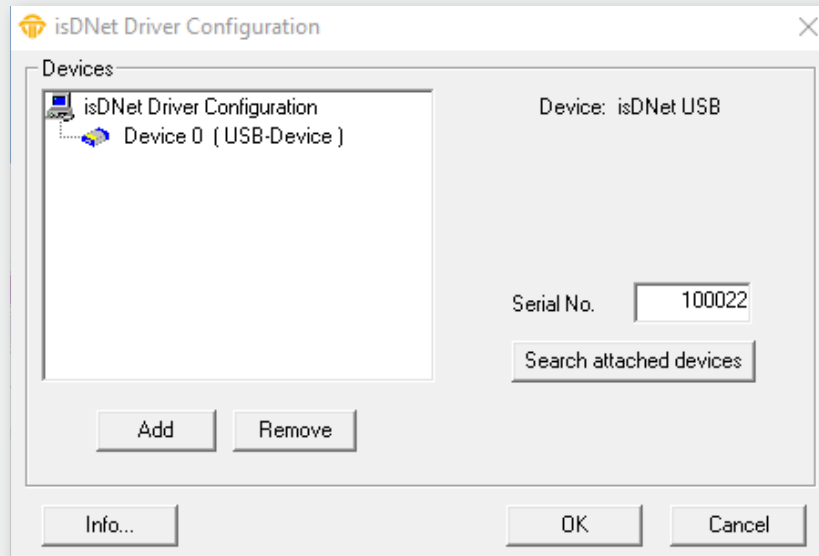 isDNet Driver Configuration
Devices
isDNet Driver Configuration
Device 0 ( USB-Device )
Device: isDNet USB
Serial No. 100022
Search attached devices
Add Remove
Info... OK Cancel